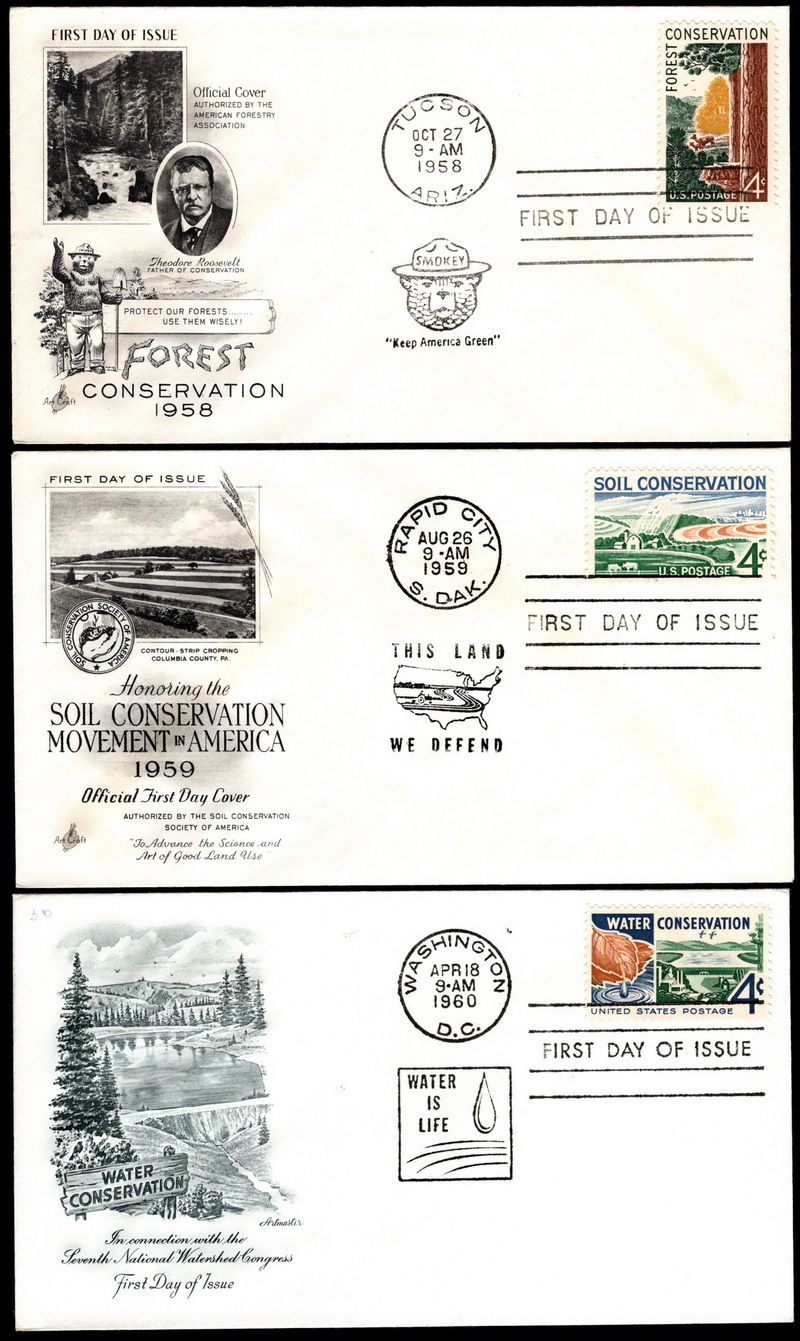 FIRST DAY OF ISSUE
Official Cover
AUTHORIZED BY THE
AMERICAN FORESTRY
ASSOCIATION
Theodore Roosevelt
FATHER OF CONSERVATION
PROTECT OUR FORESTS........
USE THEM WISELY!
FOREST
CONSERVATION
1958
Art Craft
TUCSON
OCT 27
9-AM
1958
ARIZ.
SMOKEY
"Keep America Green"
FOREST CONSERVATION
U.S. POSTAGE 4¢
FIRST DAY OF ISSUE
FIRST DAY OF ISSUE
SOIL CONSERVATION SOCIETY OF AMERICA
CONTOUR-STRIP CROPPING
COLUMBIA COUNTY, PA.
Honoring the
SOIL CONSERVATION
MOVEMENT IN AMERICA
1959
Official First Day Cover
AUTHORIZED BY THE SOIL CONSERVATION
SOCIETY OF AMERICA
"To Advance the Science and
Art of Good Land Use"
Art Craft
RAPID CITY
AUG 26
9-AM
1959
S. DAK.
THIS LAND
WE DEFEND
SOIL CONSERVATION
U.S. POSTAGE 4¢
FIRST DAY OF ISSUE
30
WATER
CONSERVATION
Artmaster
In connection with the
Seventh National Watershed Congress
First Day of Issue
WASHINGTON
APR 18
9-AM
1960
D.C.
WATER
IS
LIFE
WATER CONSERVATION
4¢
UNITED STATES POSTAGE
FIRST DAY OF ISSUE